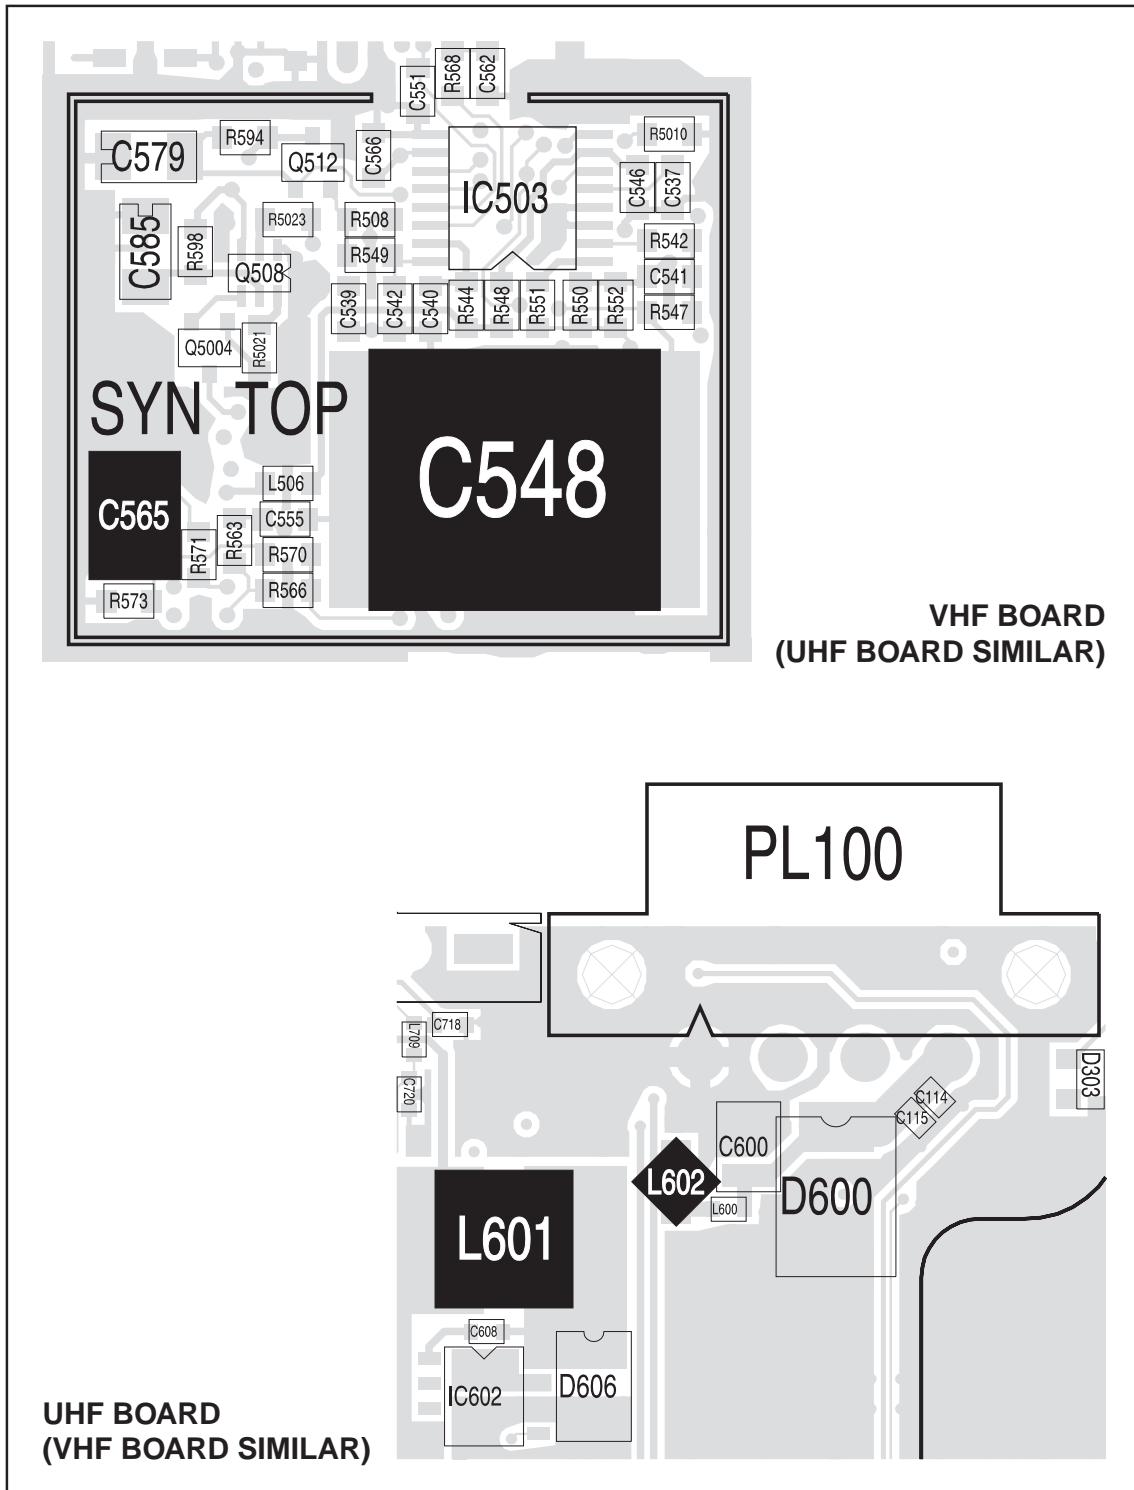 C551
R568
C562
C579
R594
Q512
C566
IC503
R5010
C546
C537
C585
R598
R5023
R508
R549
Q508
R542
C541
R547
C539
C542
C540
R544
R548
R551
R550
R552
Q5004
R5021
SYN TOP
C548
C565
L506
C555
R571
R563
R570
R566
R573
VHF BOARD
(UHF BOARD SIMILAR)
PL100
L709
C718
C720
D303
C114
C115
C600
L602
L600
D600
L601
C608
IC602
D606
UHF BOARD
(VHF BOARD SIMILAR)